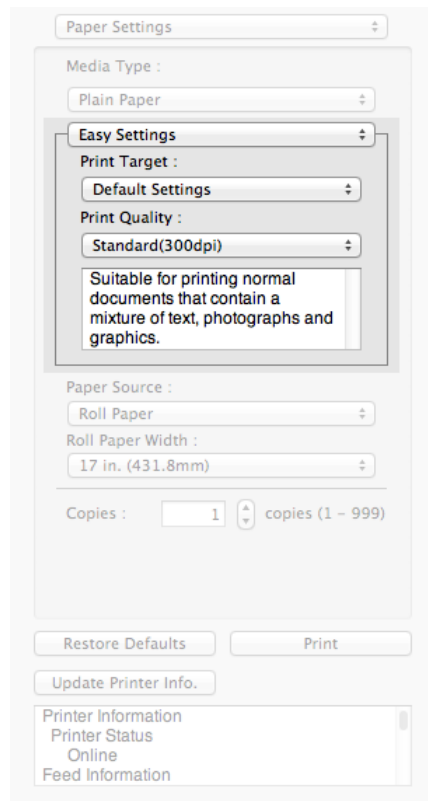 Paper Settings
Media Type :
Plain Paper
Easy Settings
Print Target :
Default Settings
Print Quality :
Standard(300dpi)
Suitable for printing normal
documents that contain a
mixture of text, photographs and
graphics.
Paper Source :
Roll Paper
Roll Paper Width :
17 in. (431.8mm)
Copies : 1 copies (1 – 999)
Restore Defaults Print
Update Printer Info.
Printer Information
Printer Status
Online
Feed Information